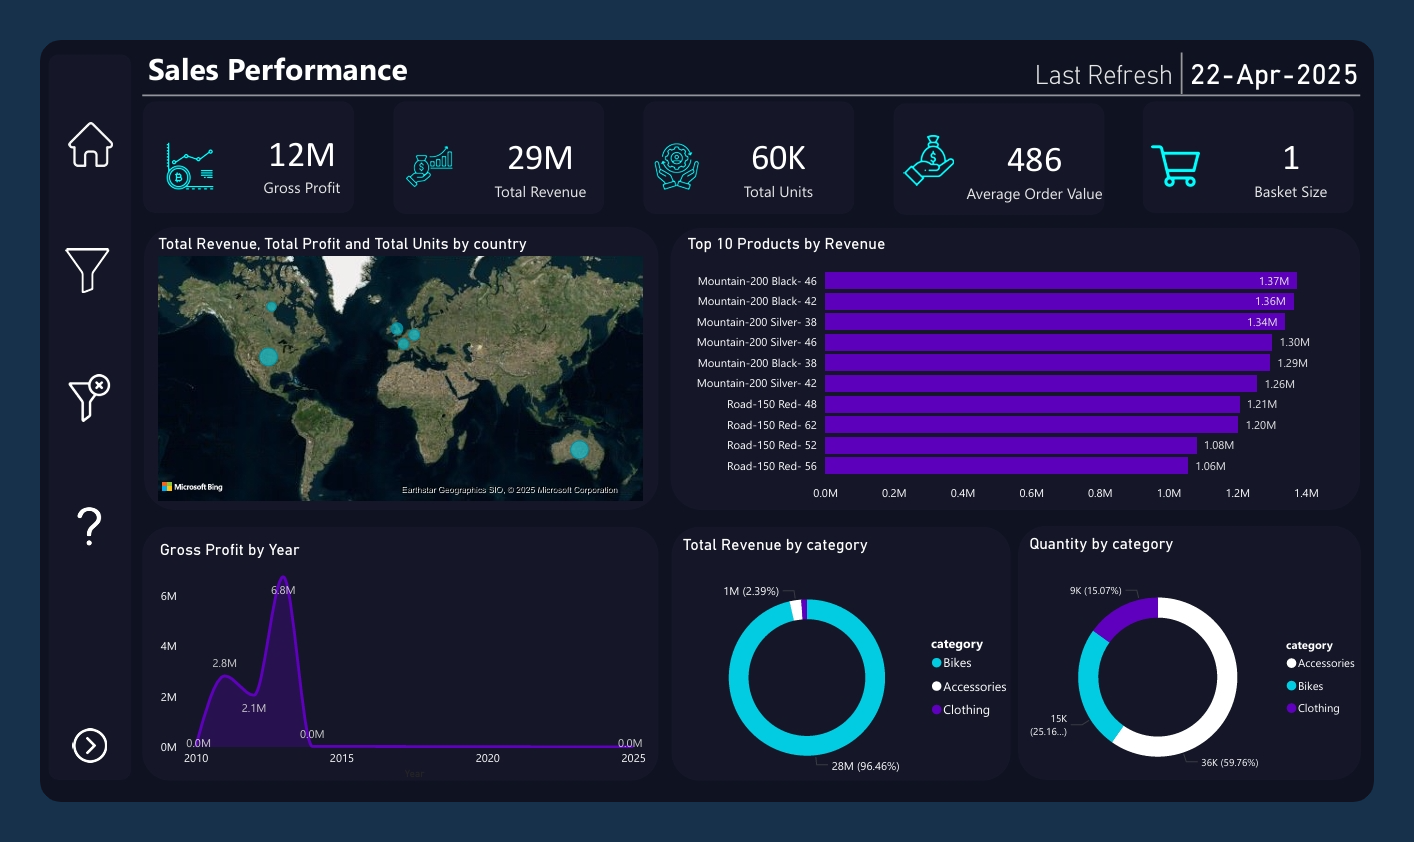 Sales Performance
Last Refresh 22-Apr-2025
12M
Gross Profit
29M
Total Revenue
60K
Total Units
486
Average Order Value
1
Basket Size
Total Revenue, Total Profit and Total Units by country
Microsoft Bing
Earthstar Geographics SIO, © 2025 Microsoft Corporation
Top 10 Products by Revenue
Mountain-200 Black- 46 1.37M
Mountain-200 Black- 42 1.36M
Mountain-200 Silver- 38 1.34M
Mountain-200 Silver- 46 1.30M
Mountain-200 Black- 38 1.29M
Mountain-200 Silver- 42 1.26M
Road-150 Red- 48 1.21M
Road-150 Red- 62 1.20M
Road-150 Red- 52 1.08M
Road-150 Red- 56 1.06M
0.0M 0.2M 0.4M 0.6M 0.8M 1.0M 1.2M 1.4M
Gross Profit by Year
6M
4M
2M
0M
0.0M
2.8M
2.1M
6.8M
0.0M
0.0M
2010 2015 2020 2025
Year
Total Revenue by category
1M (2.39%)
28M (96.46%)
category
Bikes
Accessories
Clothing
Quantity by category
9K (15.07%)
15K
(25.16...)
36K (59.76%)
category
Accessories
Bikes
Clothing